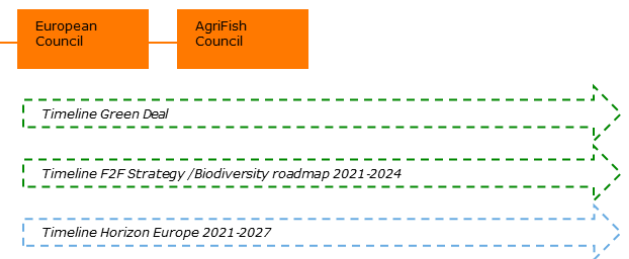 European
Council
AgriFish
Council
Timeline Green Deal
Timeline F2F Strategy /Biodiversity roadmap 2021-2024
Timeline Horizon Europe 2021-2027